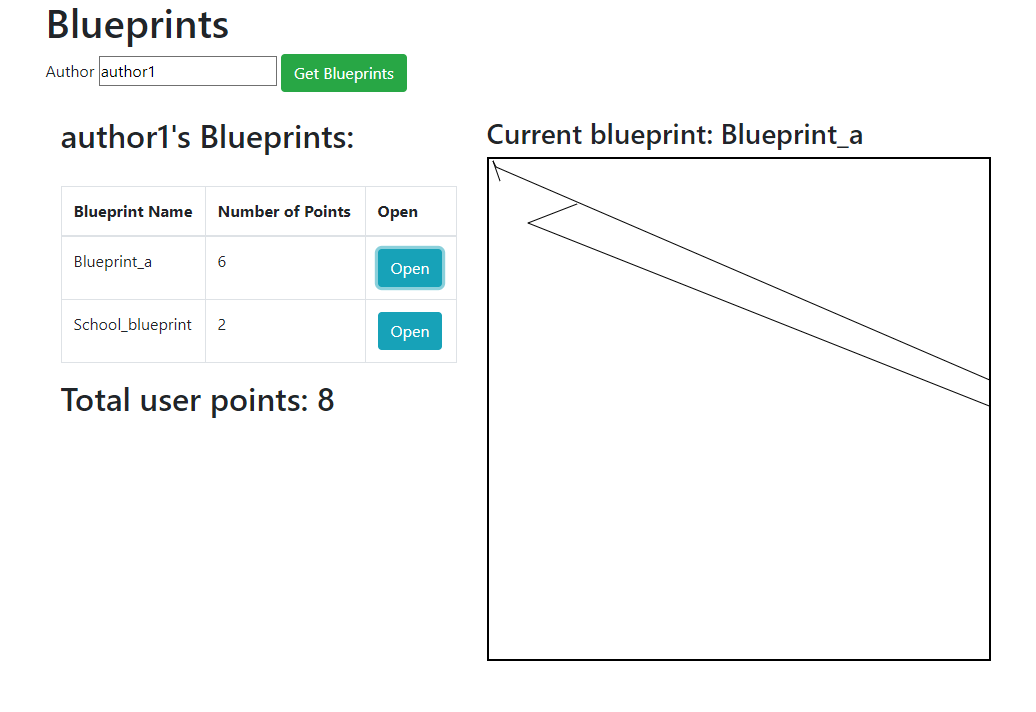 Blueprints
Author author1 Get Blueprints
author1's Blueprints:
Blueprint Name Number of Points Open
Blueprint_a 6 Open
School_blueprint 2 Open
Total user points: 8
Current blueprint: Blueprint_a